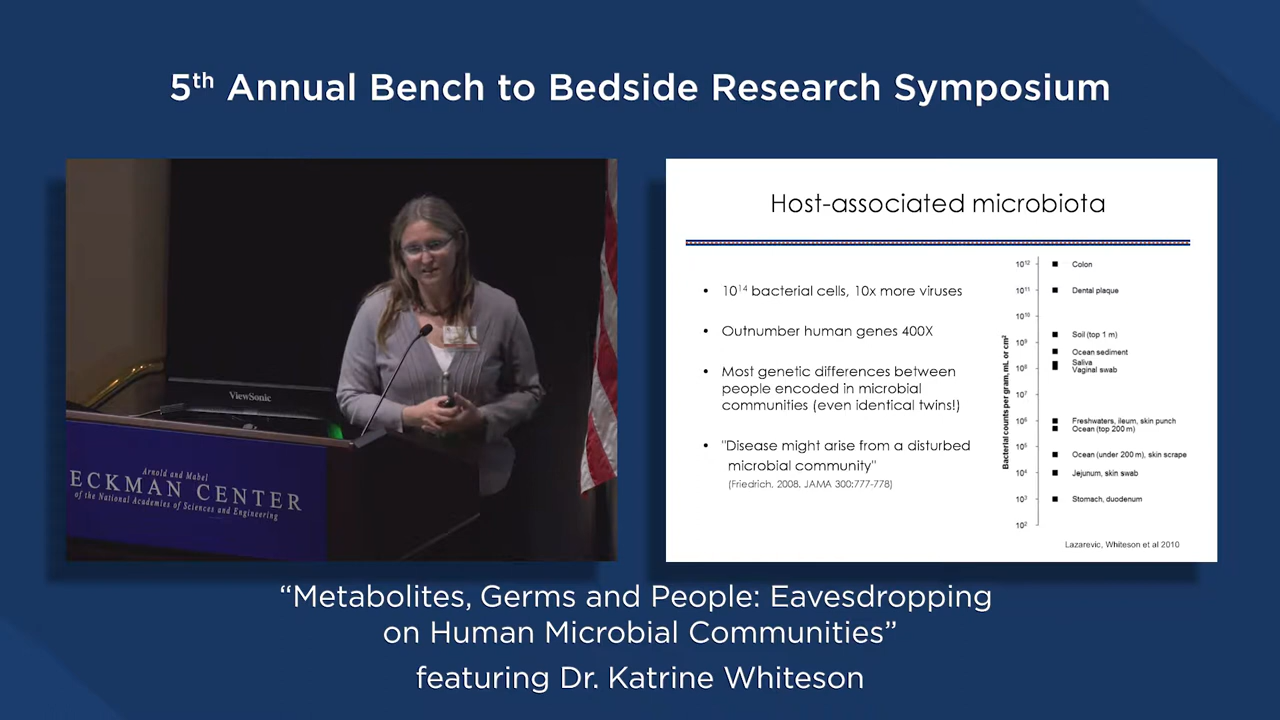 5th Annual Bench to Bedside Research Symposium
ViewSonic
Arnold and Mabel
ECKMAN CENTER
of the National Academies of Sciences and Engineering
Host-associated microbiota
• 10¹⁴ bacterial cells, 10x more viruses
• Outnumber human genes 400X
• Most genetic differences between
people encoded in microbial
communities (even identical twins!)
• "Disease might arise from a disturbed
microbial community"
(Friedrich, 2008, JAMA 300:777-778)
Bacterial counts per gram, mL or cm²
10¹² Colon
10¹¹ Dental plaque
10¹⁰
Soil (top 1 m)
10⁹
Ocean sediment
Saliva
10⁸ Vaginal swab
10⁷
10⁶ Freshwaters, ileum, skin punch
Ocean (top 200 m)
10⁵
Ocean (under 200 m), skin scrape
10⁴ Jejunum, skin swab
10³ Stomach, duodenum
10²
Lazarevic, Whiteson et al 2010
“Metabolites, Germs and People: Eavesdropping
on Human Microbial Communities”
featuring Dr. Katrine Whiteson